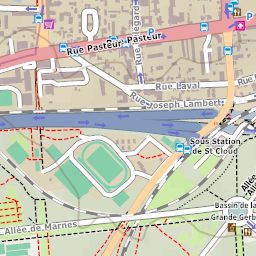 Rue Pasteur
Pasteur
Rue Laval
Rue Joseph Lambert
Sous Station
de St Cloud
Allée de Marnes
Bassin de la
Grande Gerb